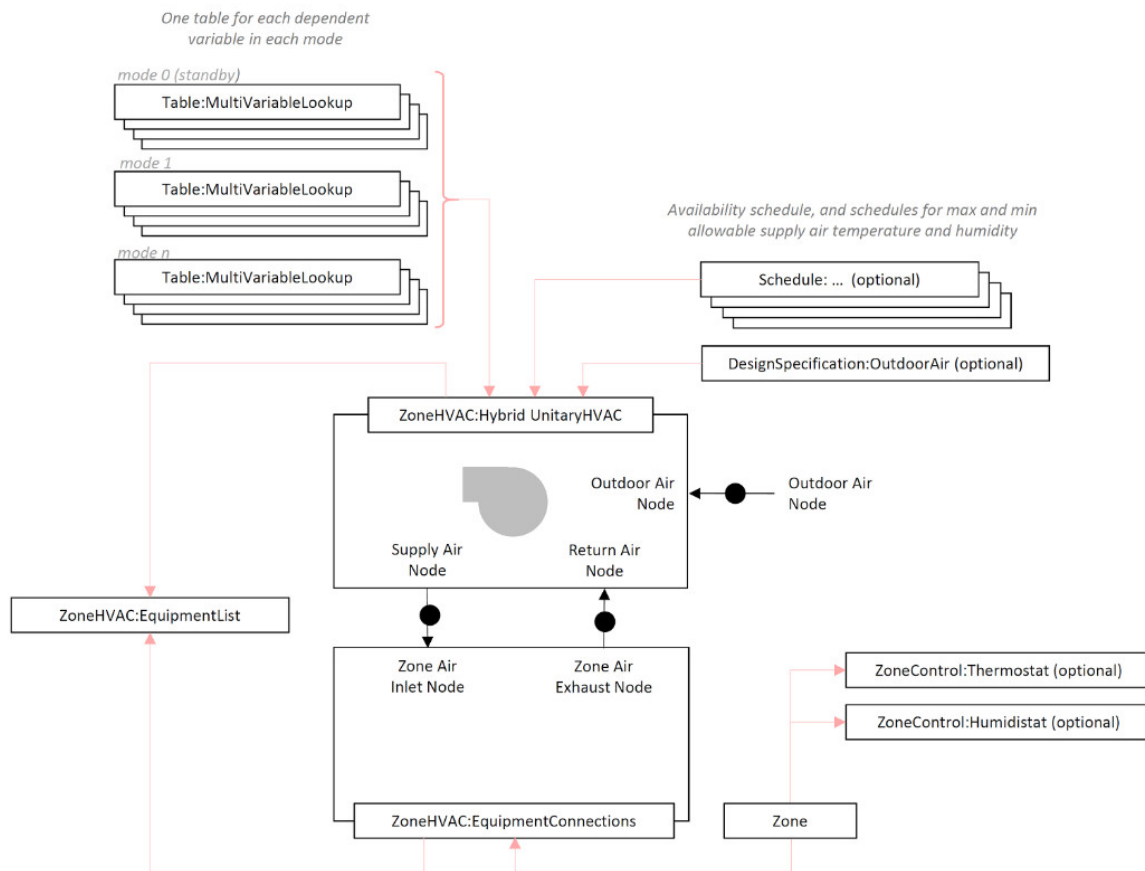 One table for each dependent
variable in each mode
mode 0 (standby)
Table:MultiVariableLookup
mode 1
Table:MultiVariableLookup
mode n
Table:MultiVariableLookup
Availability schedule, and schedules for max and min
allowable supply air temperature and humidity
Schedule: ... (optional)
DesignSpecification:OutdoorAir (optional)
ZoneHVAC:Hybrid UnitaryHVAC
Outdoor Air
Node
Outdoor Air
Node
Supply Air
Node
Return Air
Node
ZoneHVAC:EquipmentList
Zone Air
Inlet Node
Zone Air
Exhaust Node
ZoneControl:Thermostat (optional)
ZoneControl:Humidistat (optional)
ZoneHVAC:EquipmentConnections
Zone